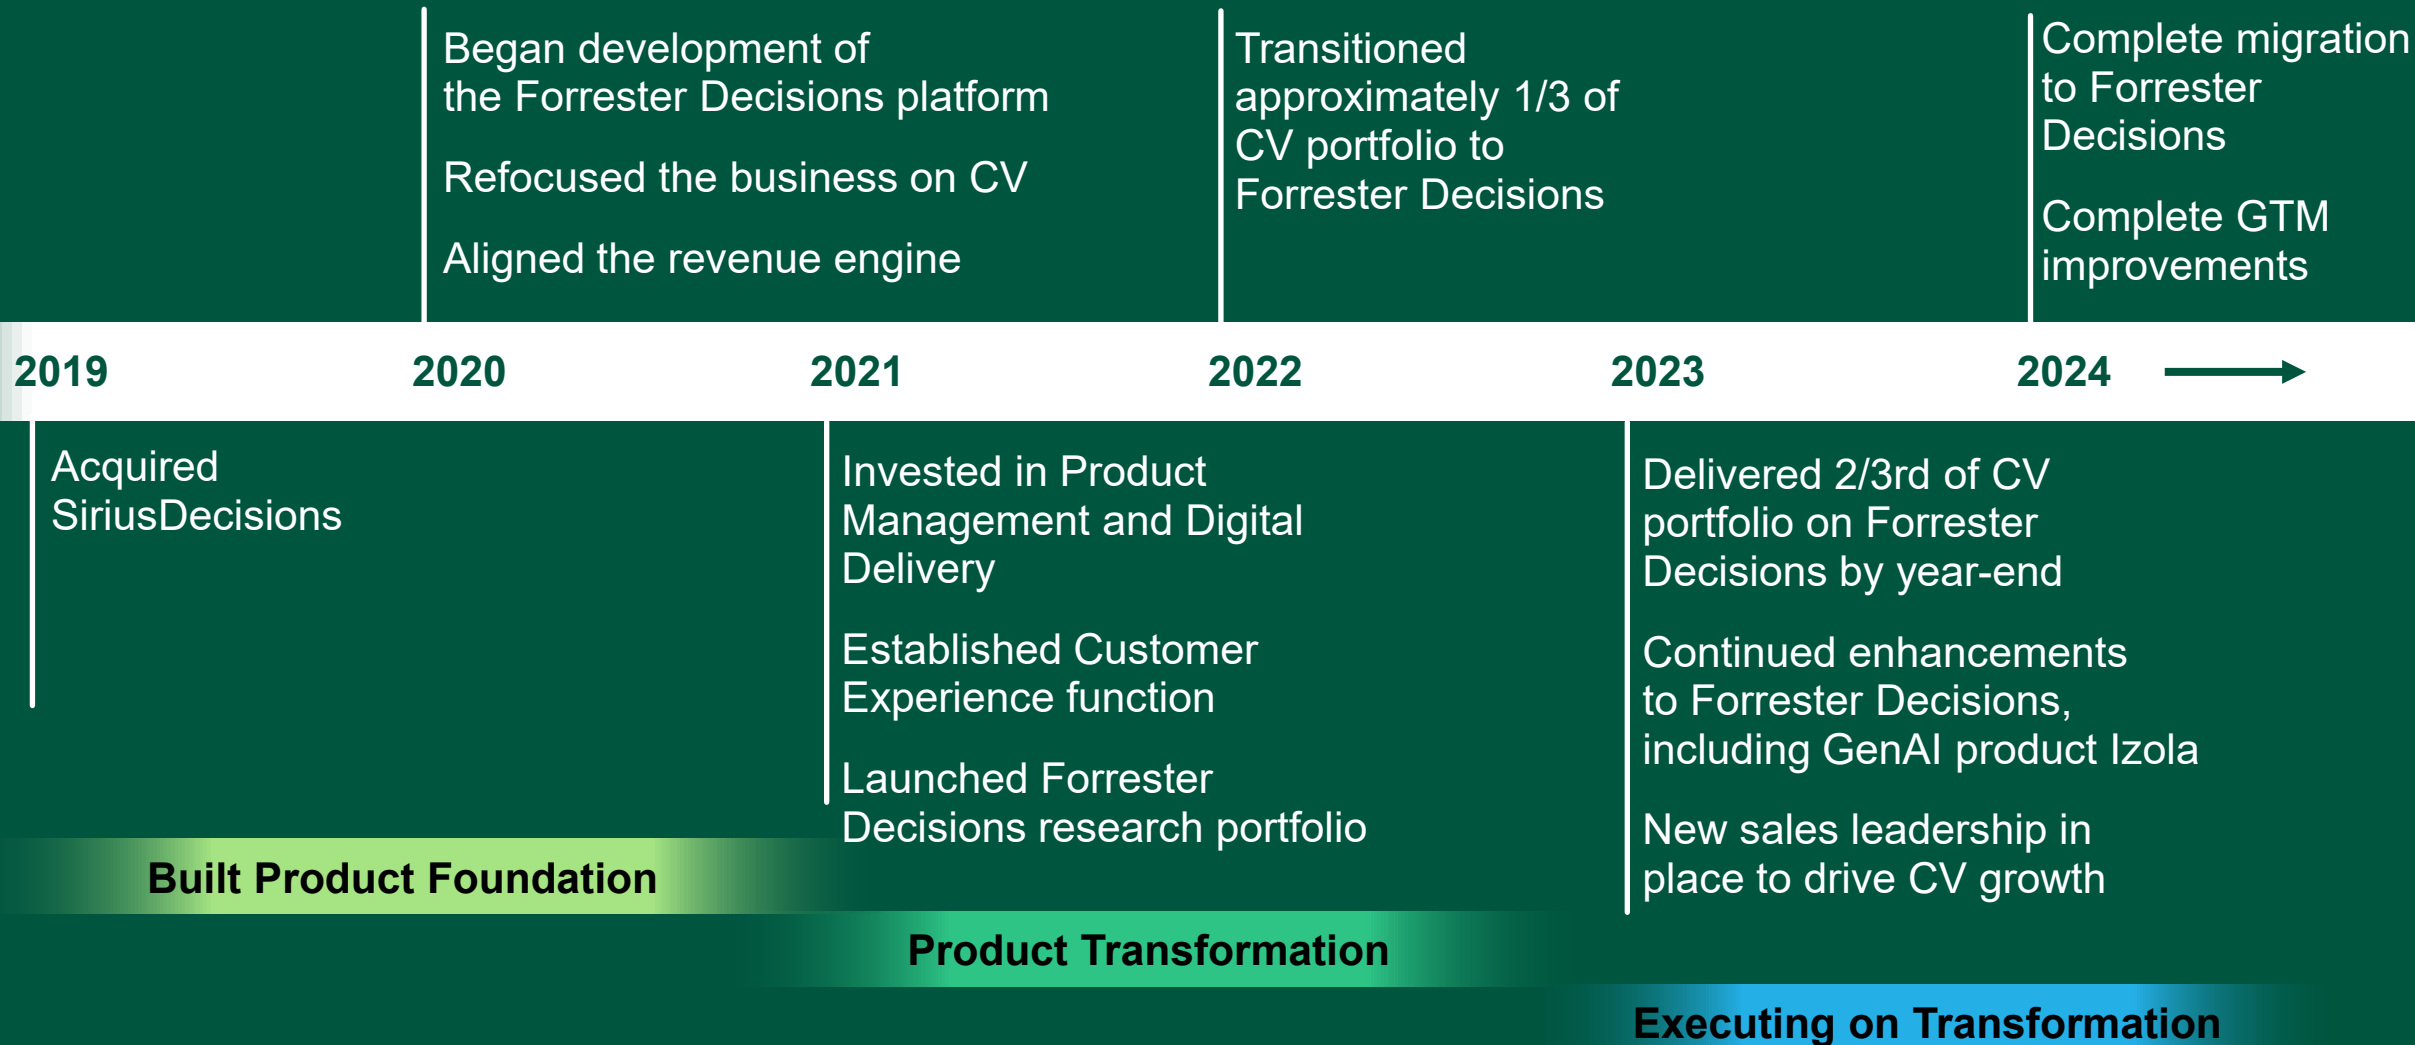 Began development of
the Forrester Decisions platform
Refocused the business on CV
Aligned the revenue engine
Transitioned
approximately 1/3 of
CV portfolio to
Forrester Decisions
Complete migration
to Forrester
Decisions
Complete GTM
improvements
2019
2020
2021
2022
2023
2024
Acquired
SiriusDecisions
Invested in Product
Management and Digital
Delivery
Established Customer
Experience function
Launched Forrester
Decisions research portfolio
Delivered 2/3rd of CV
portfolio on Forrester
Decisions by year-end
Continued enhancements
to Forrester Decisions,
including GenAI product Izola
New sales leadership in
place to drive CV growth
Built Product Foundation
Product Transformation
Executing on Transformation